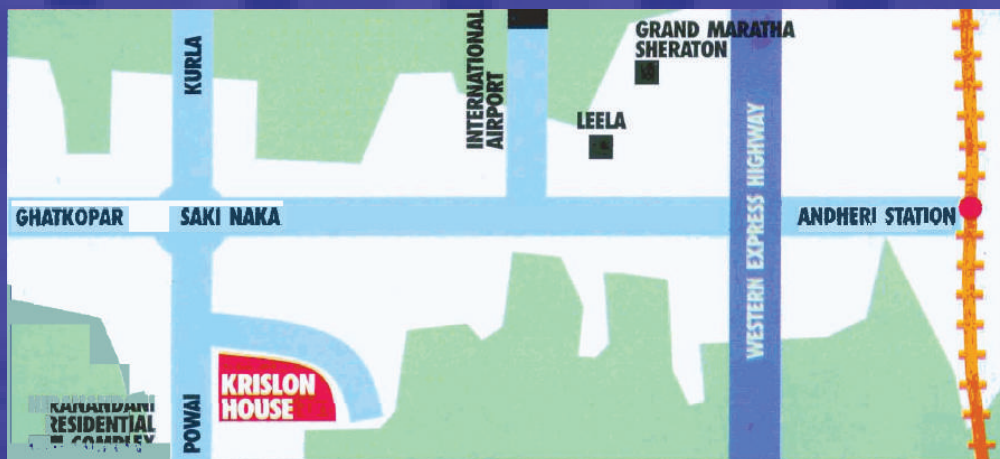 KURLA
INTERNATIONAL
AIRPORT
GRAND MARATHA
SHERATON
LEELA
WESTERN EXPRESS HIGHWAY
GHATKOPAR
SAKI NAKA
ANDHERI STATION
KRISLON
HOUSE
POWAI
RESIDENTIAL
COMPLEX